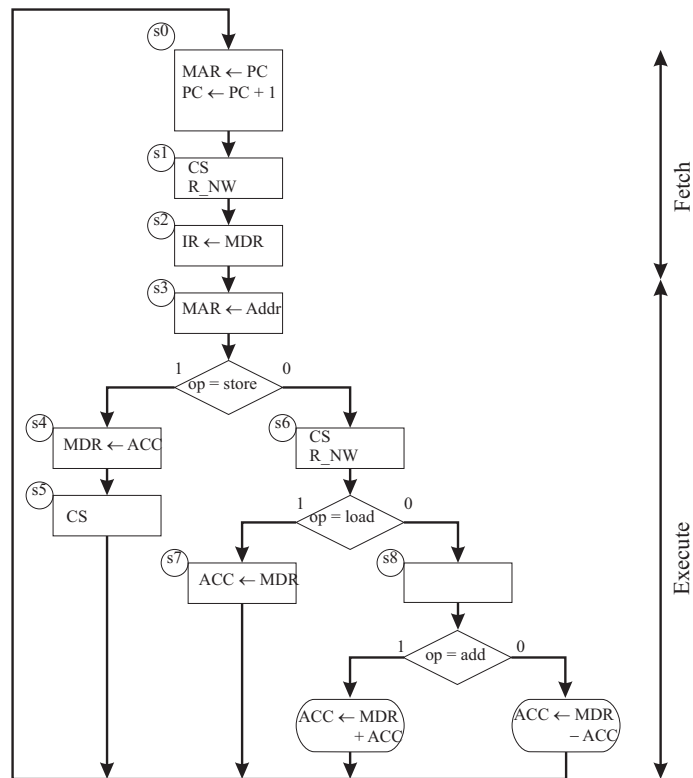 s0
MAR ← PC
PC ← PC + 1
s1
CS
R_NW
s2
IR ← MDR
s3
MAR ← Addr
1
op = store
0
s4
MDR ← ACC
s5
CS
s6
CS
R_NW
1
op = load
0
s7
ACC ← MDR
s8
1
op = add
0
ACC ← MDR
+ ACC
ACC ← MDR
− ACC
Fetch
Execute